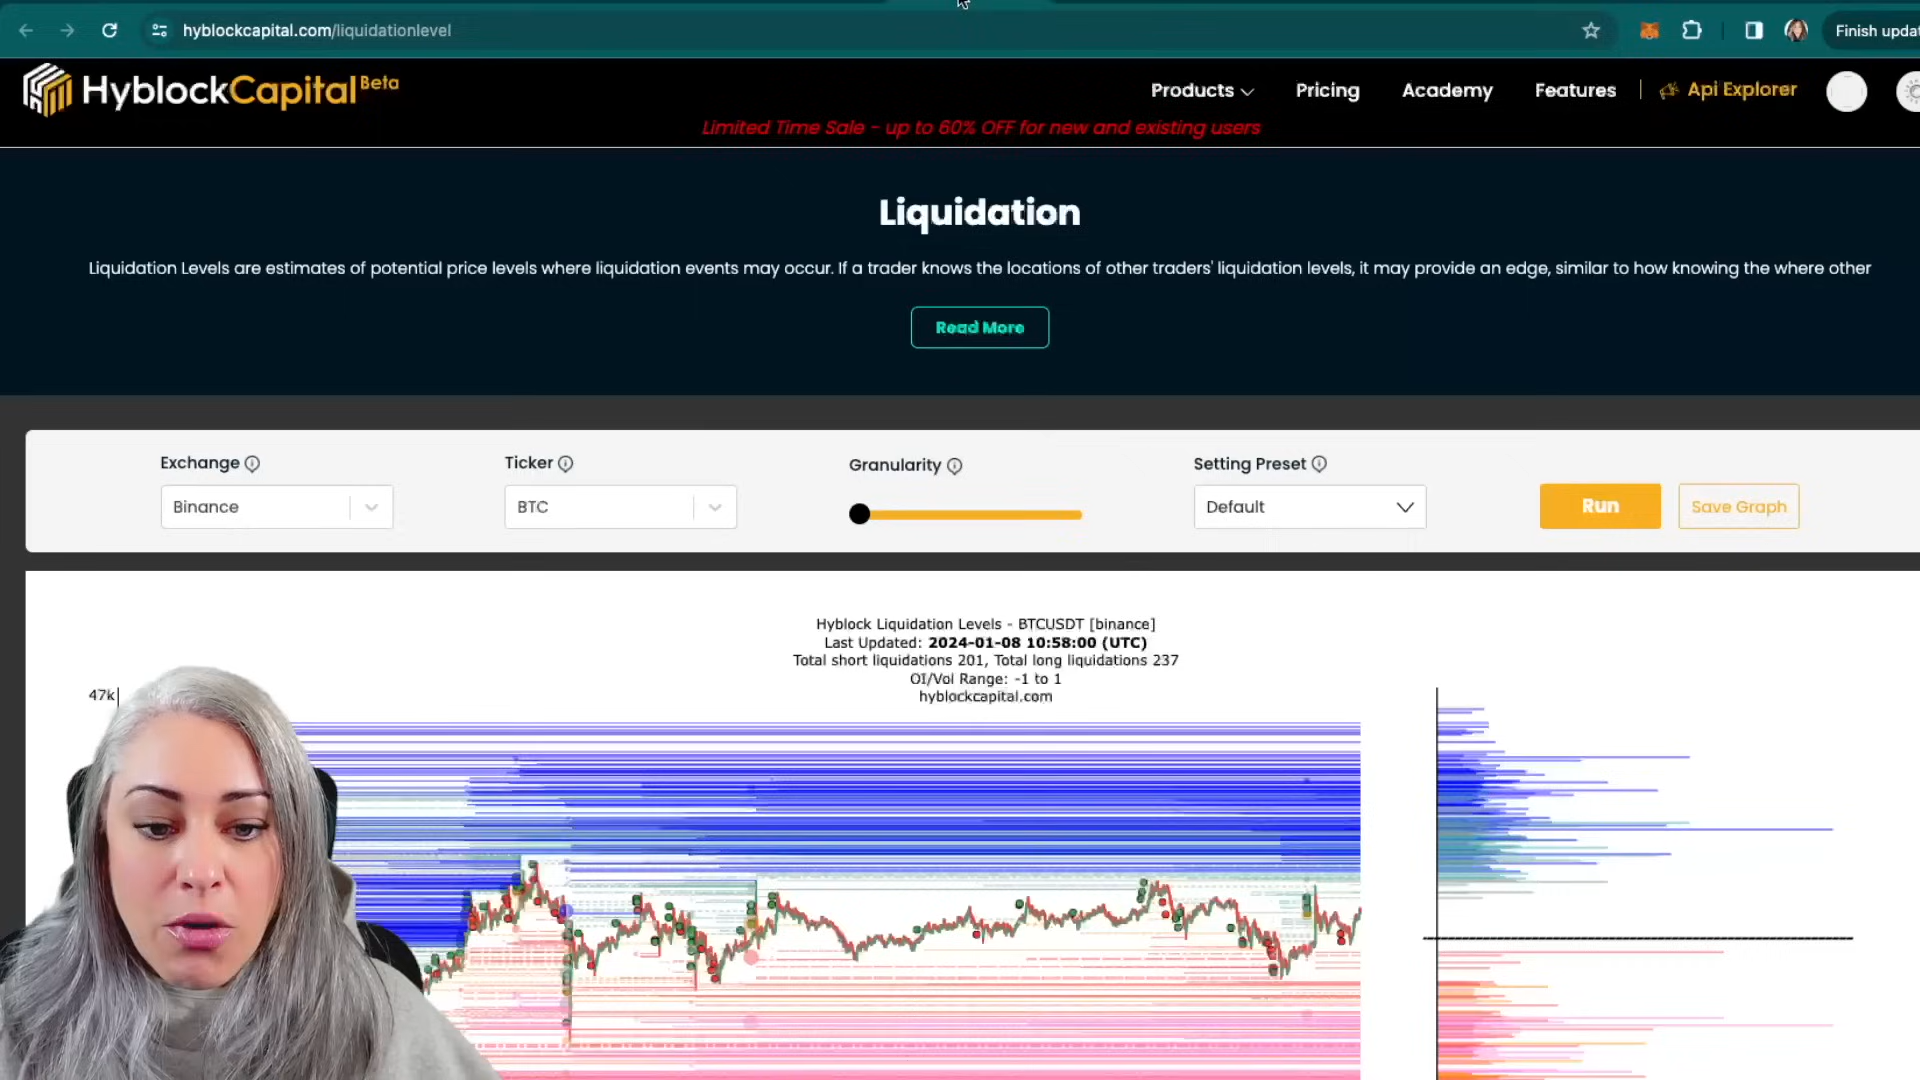 hyblockcapital.com/liquidationlevel
Finish updat
HyblockCapital Beta
Products
Pricing
Academy
Features
Api Explorer
Limited Time Sale - up to 60% OFF for new and existing users
Liquidation
Liquidation Levels are estimates of potential price levels where liquidation events may occur. If a trader knows the locations of other traders' liquidation levels, it may provide an edge, similar to how knowing the where other
Read More
Exchange
Ticker
Granularity
Setting Preset
Binance
BTC
Default
Run
Save Graph
Hyblock Liquidation Levels - BTCUSDT [binance]
Last Updated: 2024-01-08 10:58:00 (UTC)
Total short liquidations 201, Total long liquidations 237
OI/Vol Range: -1 to 1
hyblockcapital.com
47k